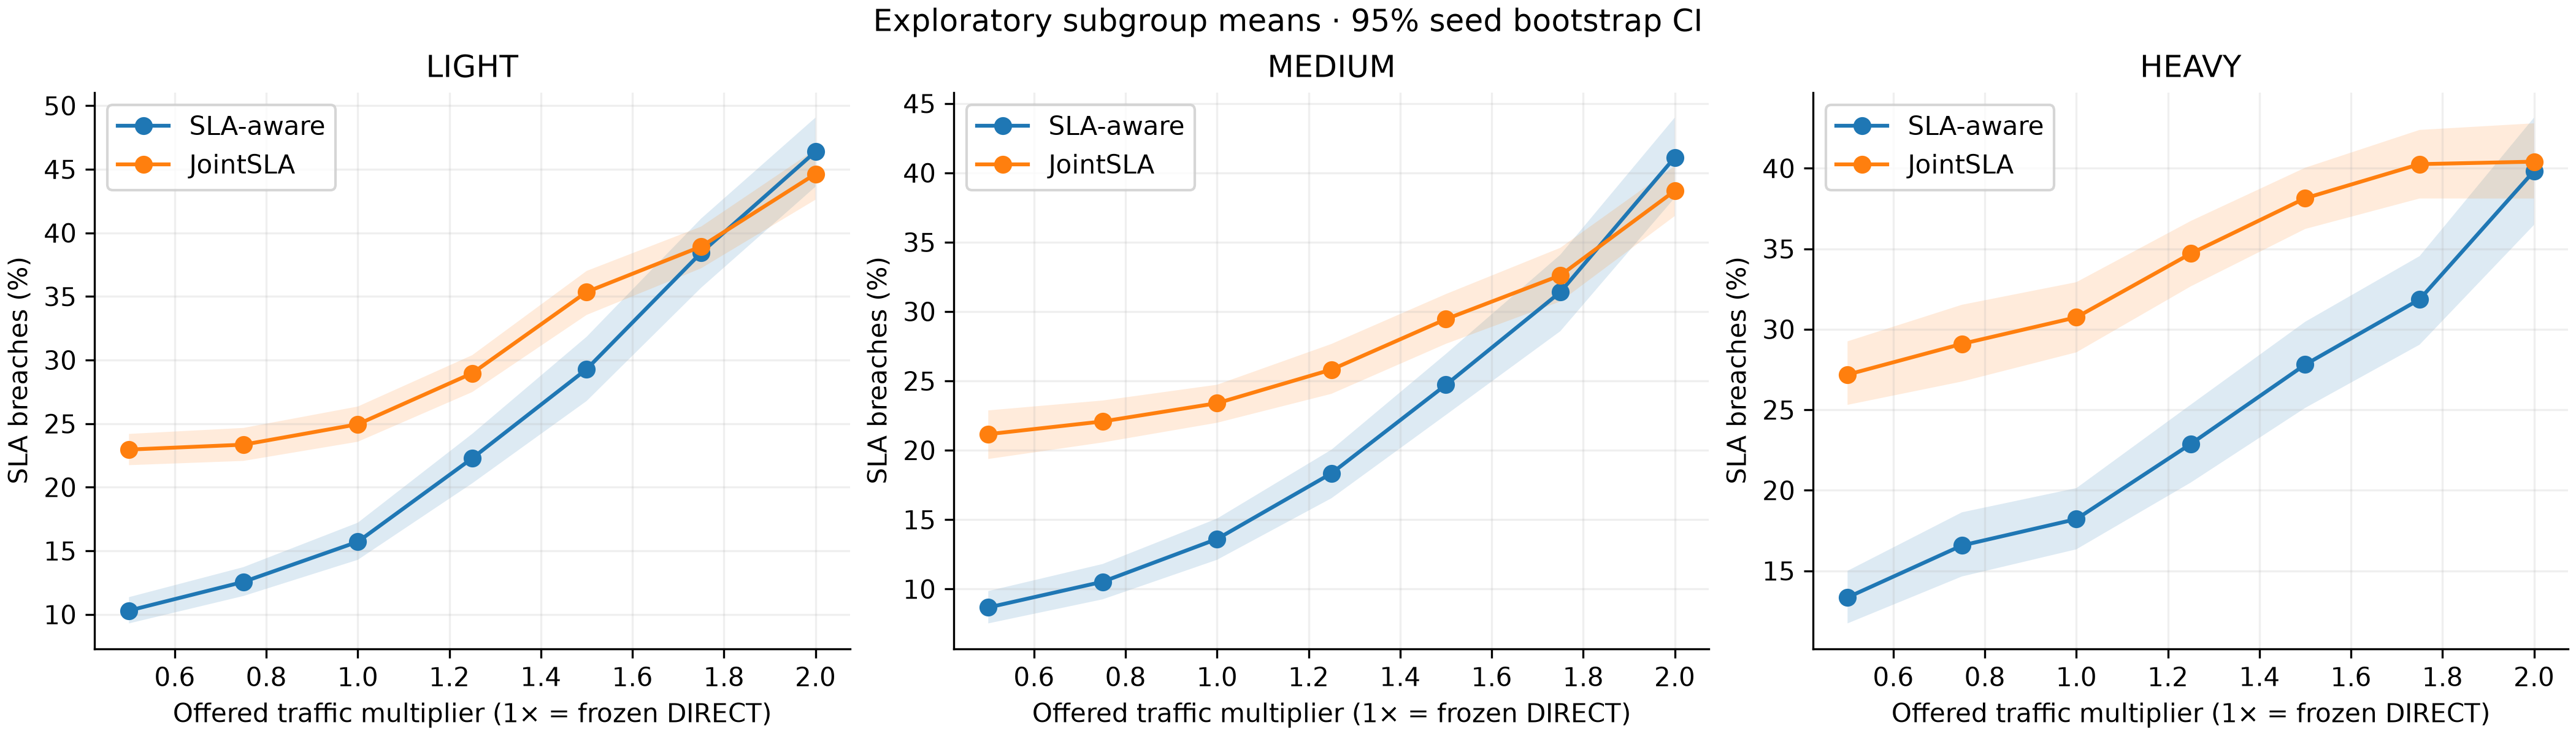 Exploratory subgroup means · 95% seed bootstrap CI
LIGHT
SLA breaches (%)
50
45
40
35
30
25
20
15
10
SLA-aware
JointSLA
0.6 0.8 1.0 1.2 1.4 1.6 1.8 2.0
Offered traffic multiplier (1× = frozen DIRECT)
MEDIUM
SLA breaches (%)
45
40
35
30
25
20
15
10
SLA-aware
JointSLA
0.6 0.8 1.0 1.2 1.4 1.6 1.8 2.0
Offered traffic multiplier (1× = frozen DIRECT)
HEAVY
SLA breaches (%)
40
35
30
25
20
15
SLA-aware
JointSLA
0.6 0.8 1.0 1.2 1.4 1.6 1.8 2.0
Offered traffic multiplier (1× = frozen DIRECT)